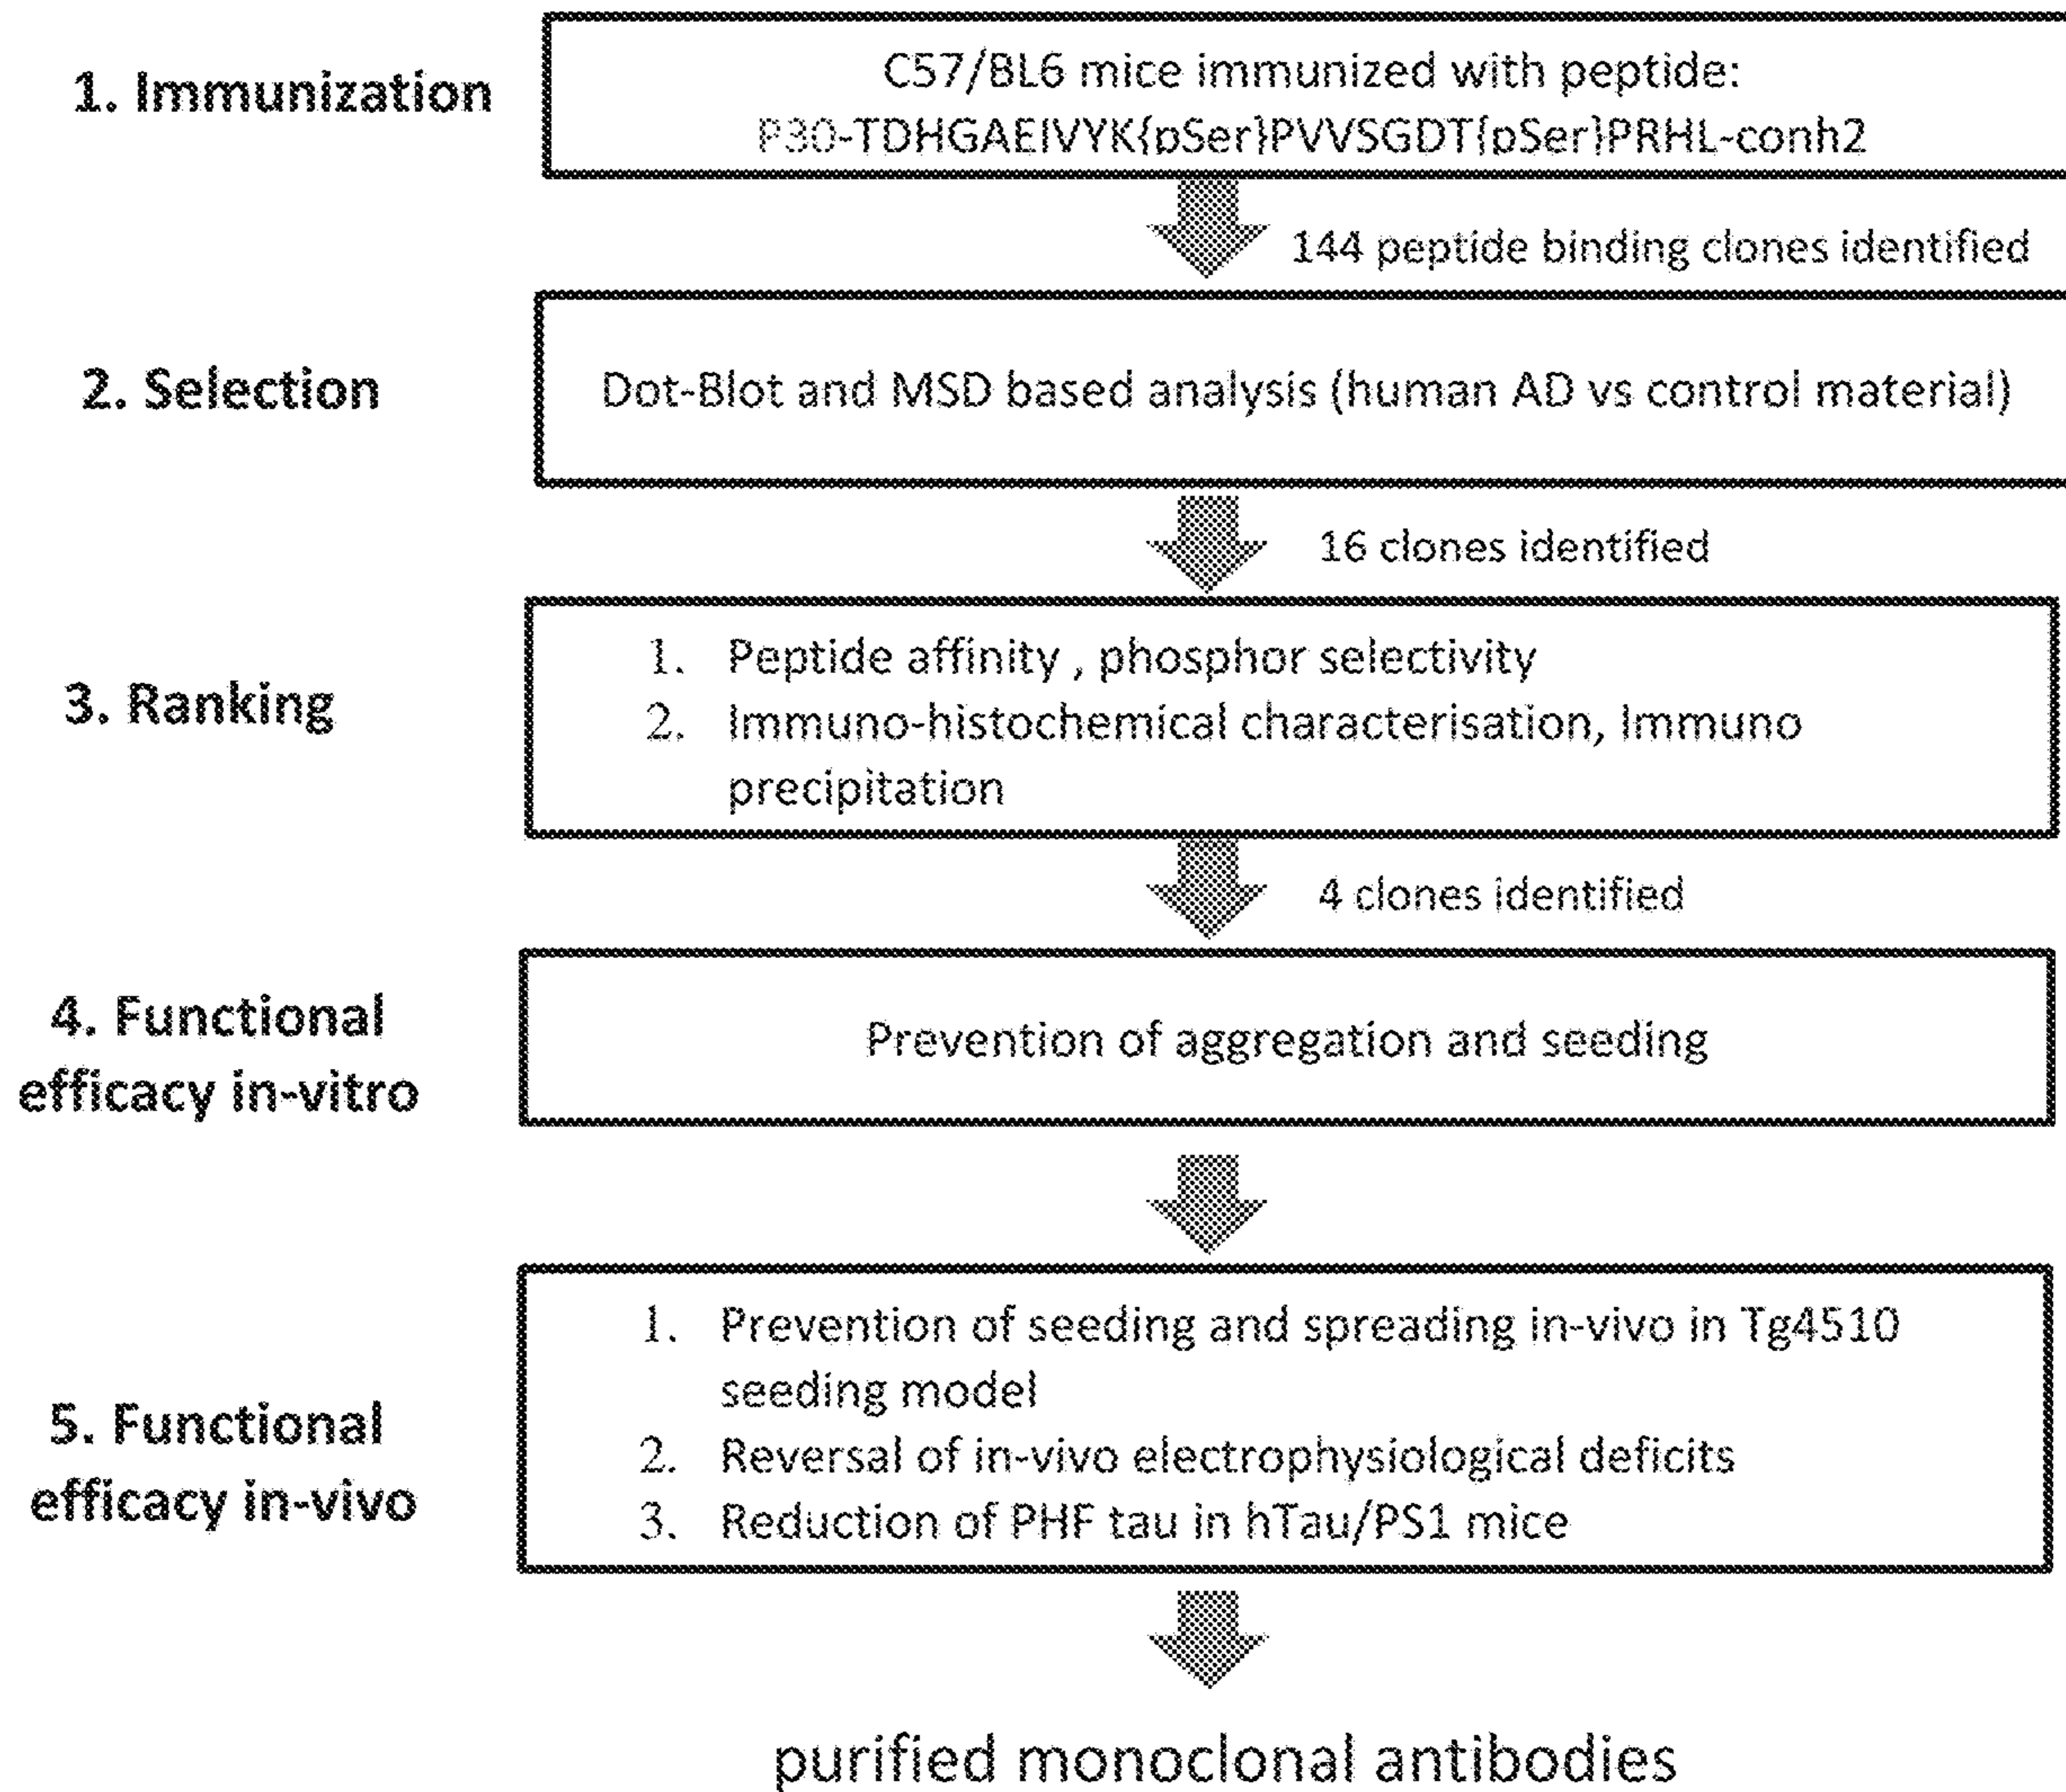 1. Immunization
C57/BL6 mice immunized with peptide:
P30-TDHGAEIVYK{pSer}PVVSGDT{pSer}PRHL-conh2
144 peptide binding clones identified
2. Selection
Dot-Blot and MSD based analysis (human AD vs control material)
16 clones identified
3. Ranking
1. Peptide affinity , phosphor selectivity
2. Immuno-histochemical characterisation, Immuno
precipitation
4 clones identified
4. Functional
efficacy in-vitro
Prevention of aggregation and seeding
5. Functional
efficacy in-vivo
1. Prevention of seeding and spreading in-vivo in Tg4510
seeding model
2. Reversal of in-vivo electrophysiological deficits
3. Reduction of PHF tau in hTau/PS1 mice
purified monoclonal antibodies